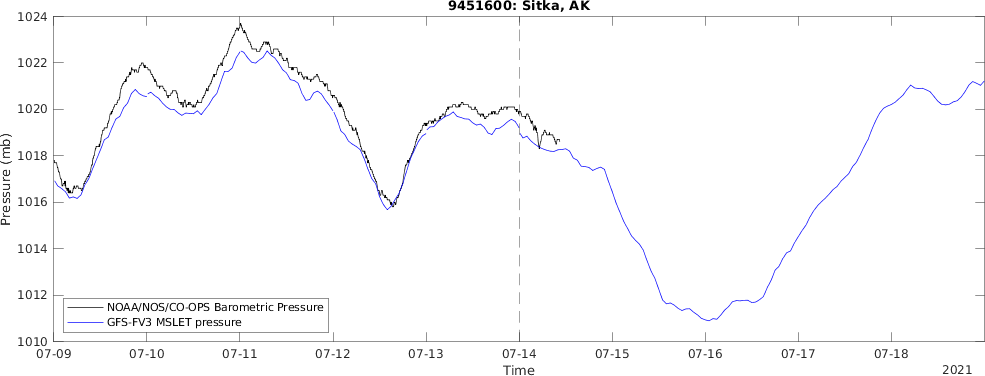 9451600: Sitka, AK
1024
1022
1020
1018
1016
1014
1012
1010
Pressure (mb)
NOAA/NOS/CO-OPS Barometric Pressure
GFS-FV3 MSLET pressure
07-09 07-10 07-11 07-12 07-13 07-14 07-15 07-16 07-17 07-18
Time
2021